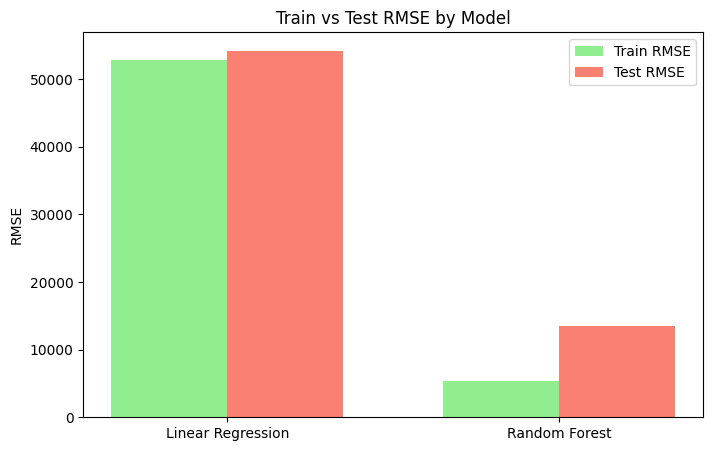 Train vs Test RMSE by Model
Train RMSE
Test RMSE
RMSE
50000
40000
30000
20000
10000
0
Linear Regression
Random Forest